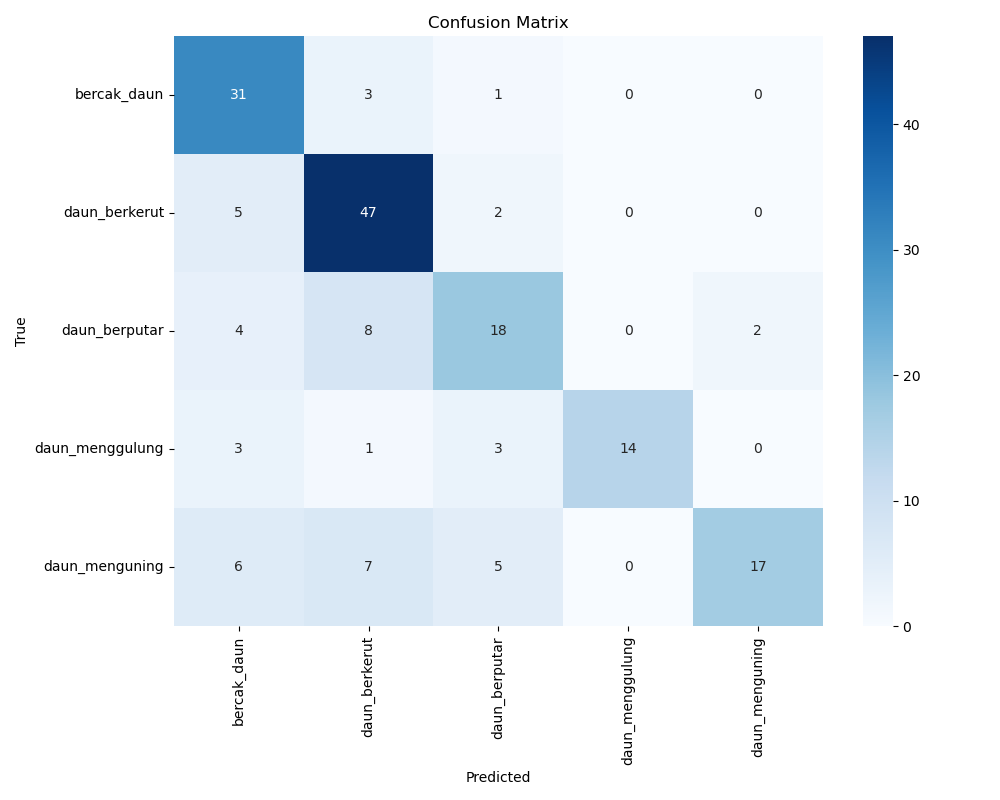 Confusion Matrix
True
bercak_daun 31 3 1 0 0
daun_berkerut 5 47 2 0 0
daun_berputar 4 8 18 0 2
daun_menggulung 3 1 3 14 0
daun_menguning 6 7 5 0 17
bercak_daun daun_berkerut daun_berputar daun_menggulung daun_menguning
Predicted
40
30
20
10
0